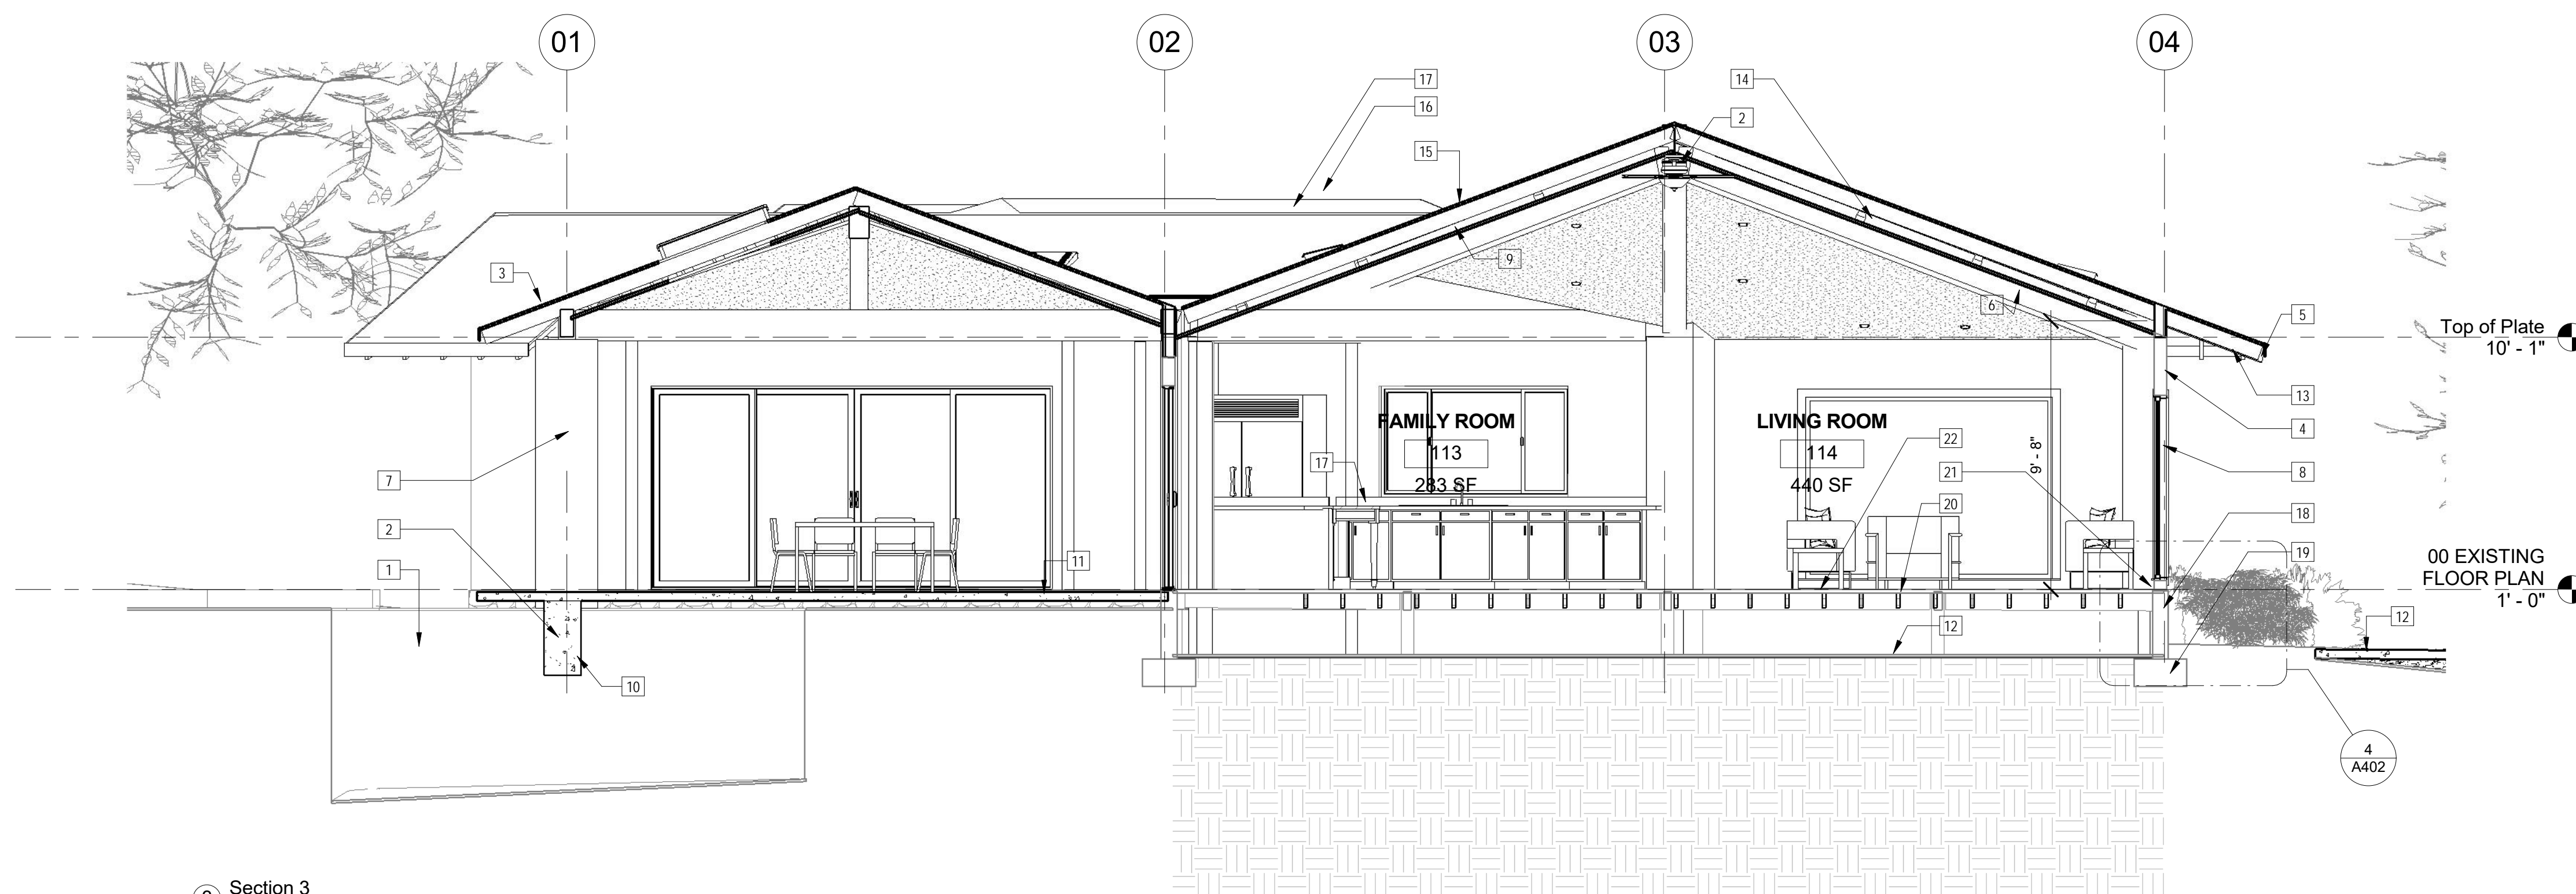 01
02
03
04
17
14
16
2
15
3
9
6
5
Top of Plate
10' - 1"
13
FAMILY ROOM
LIVING ROOM
4
113
114
22
9' - 8"
17
21
8
7
283 SF
440 SF
20
18
2
19
00 EXISTING
FLOOR PLAN
1' - 0"
1
11
12
12
10
4
A402
Section 3